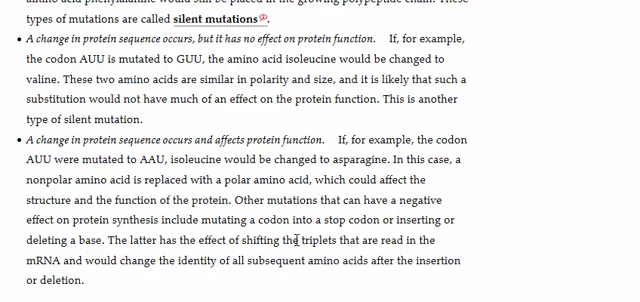 types of mutations are called silent mutations.
• A change in protein sequence occurs, but it has no effect on protein function. If, for example,
the codon AUU is mutated to GUU, the amino acid isoleucine would be changed to
valine. These two amino acids are similar in polarity and size, and it is likely that such a
substitution would not have much of an effect on the protein function. This is another
type of silent mutation.
• A change in protein sequence occurs and affects protein function. If, for example, the codon
AUU were mutated to AAU, isoleucine would be changed to asparagine. In this case, a
nonpolar amino acid is replaced with a polar amino acid, which could affect the
structure and the function of the protein. Other mutations that can have a negative
effect on protein synthesis include mutating a codon into a stop codon or inserting or
deleting a base. The latter has the effect of shifting the triplets that are read in the
mRNA and would change the identity of all subsequent amino acids after the insertion
or deletion.